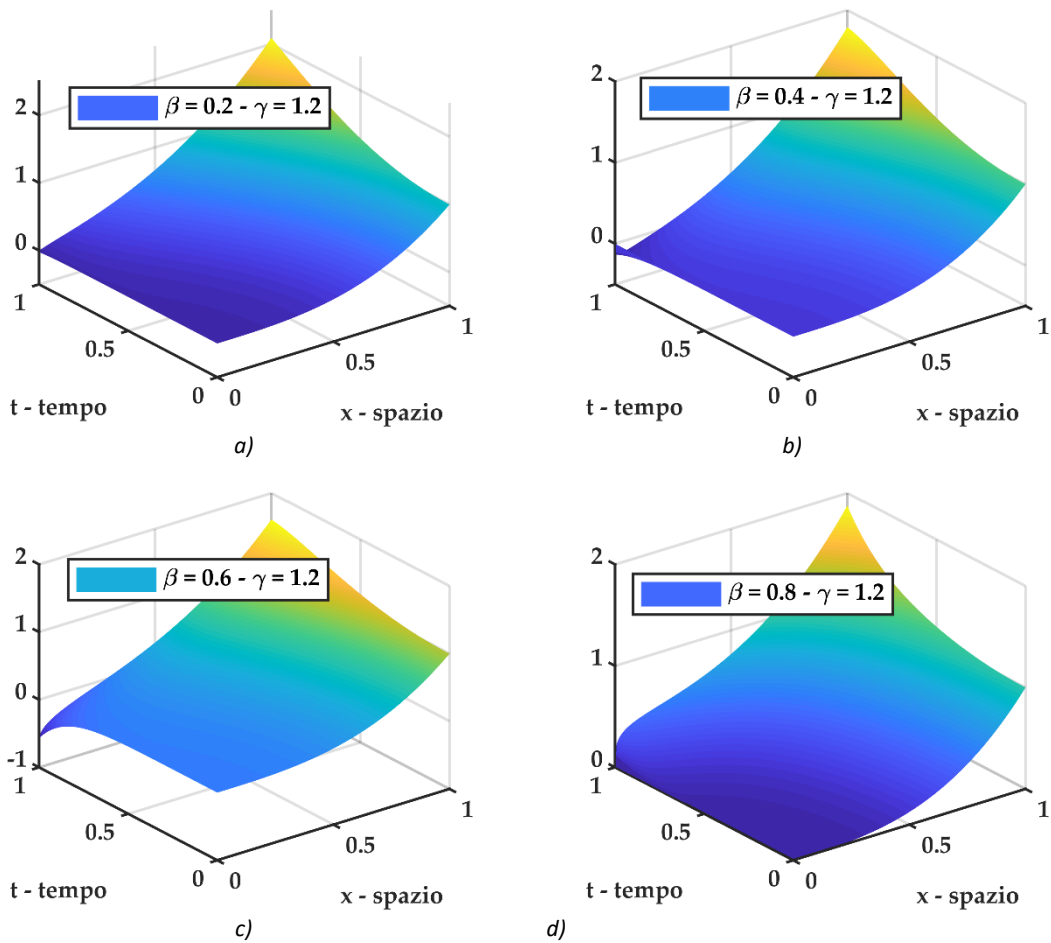 β = 0.2 - γ = 1.2
2
1
0
1
0.5
0
0
0.5
1
t - tempo
x - spazio
a)
β = 0.4 - γ = 1.2
2
1
0
1
0.5
0
0
0.5
1
t - tempo
x - spazio
b)
β = 0.6 - γ = 1.2
2
1
0
-1
1
0.5
0
0
0.5
1
t - tempo
x - spazio
c)
β = 0.8 - γ = 1.2
2
1
0
1
0.5
0
0
0.5
1
t - tempo
x - spazio
d)